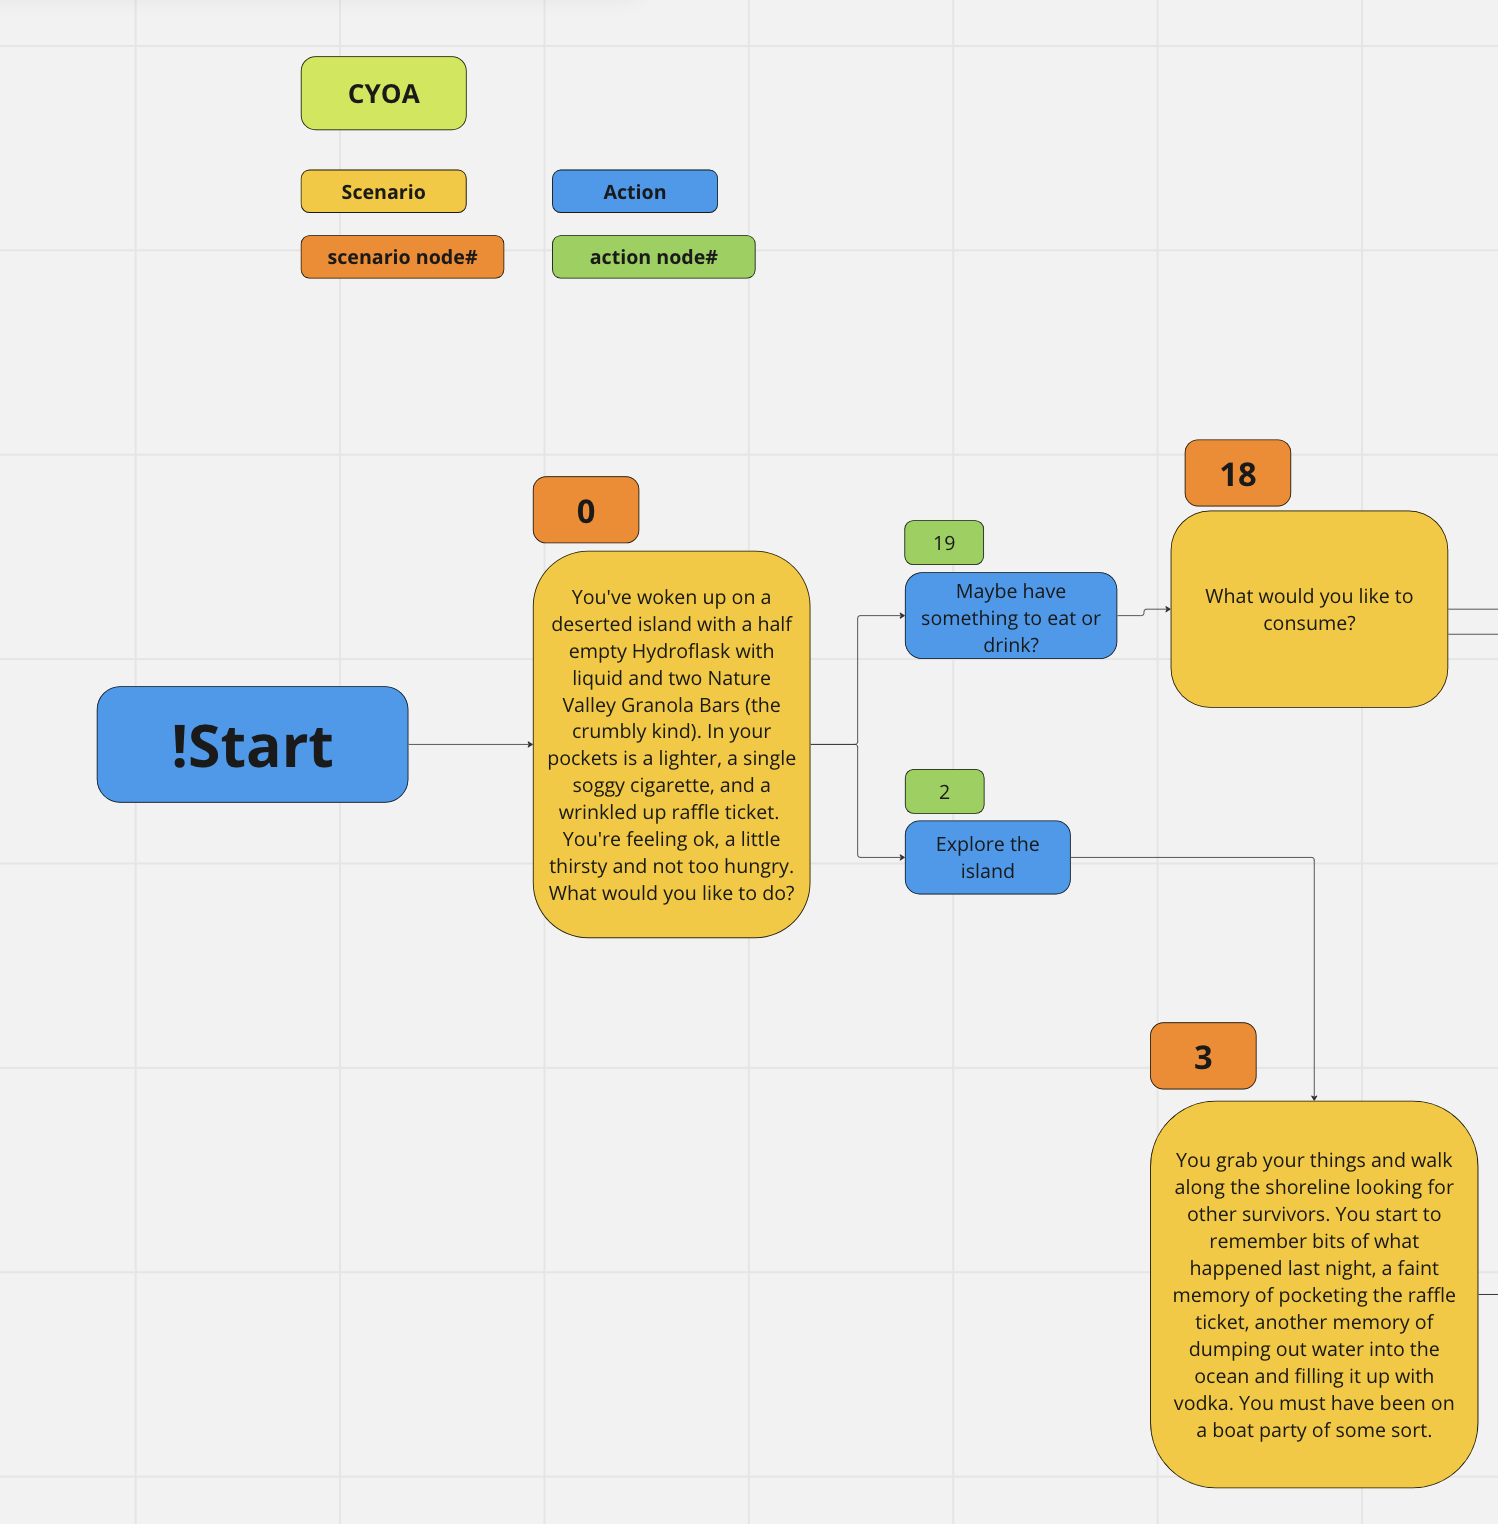 CYOA
Scenario
Action
scenario node#
action node#
!Start
0
You've woken up on a
deserted island with a half
empty Hydroflask with
liquid and two Nature
Valley Granola Bars (the
crumbly kind). In your
pockets is a lighter, a single
soggy cigarette, and a
wrinkled up raffle ticket.
You're feeling ok, a little
thirsty and not too hungry.
What would you like to do?
19
Maybe have
something to eat or
drink?
18
What would you like to
consume?
2
Explore the
island
3
You grab your things and walk
along the shoreline looking for
other survivors. You start to
remember bits of what
happened last night, a faint
memory of pocketing the raffle
ticket, another memory of
dumping out water into the
ocean and filling it up with
vodka. You must have been on
a boat party of some sort.